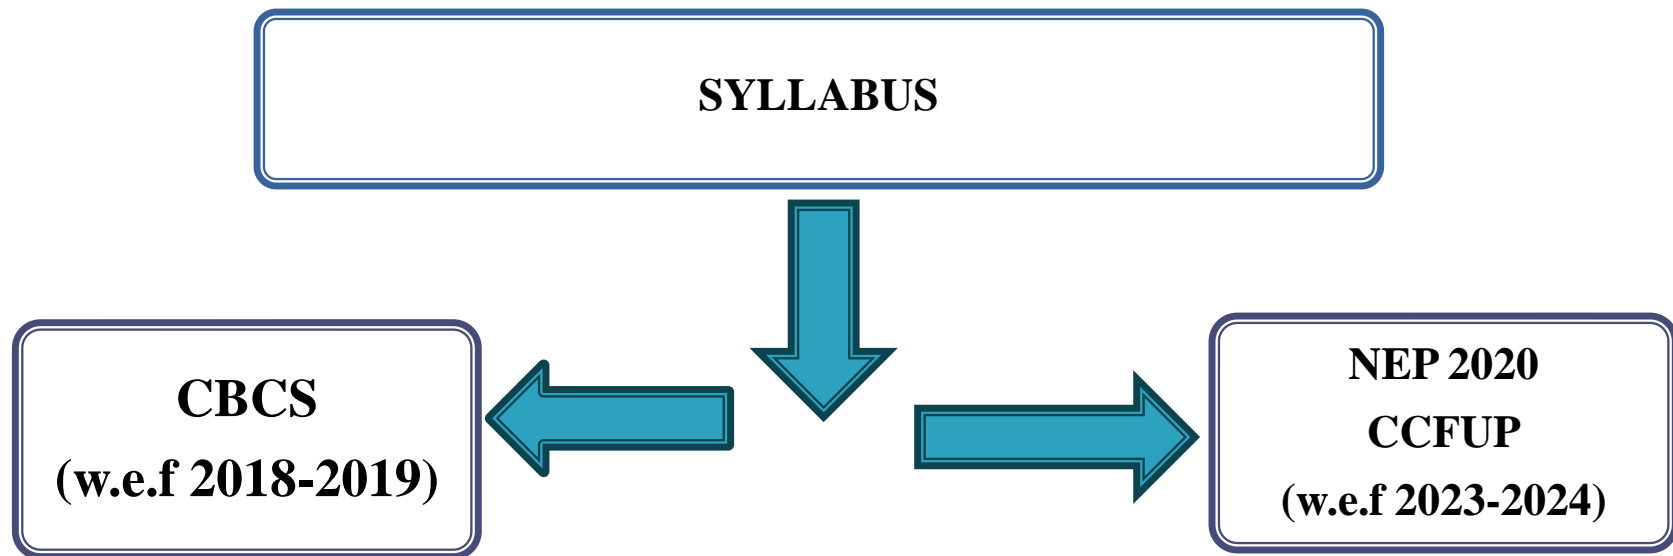 SYLLABUS
CBCS
(w.e.f 2018-2019)
NEP 2020
CCFUP
(w.e.f 2023-2024)